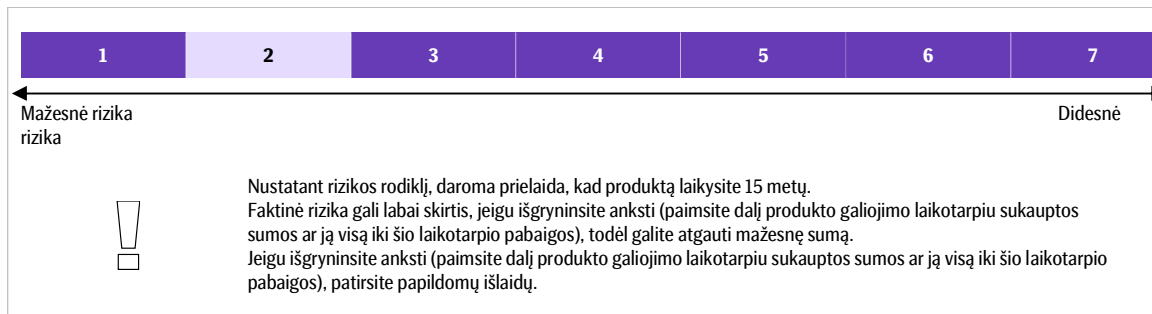 1 2 3 4 5 6 7
Mažesnė rizika Didesnė
rizika
Nustatant rizikos rodiklį, daroma prielaida, kad produktą laikysite 15 metų.
Faktinė rizika gali labai skirtis, jeigu išgryninsite anksti (paimsite dalį produkto galiojimo laikotarpiu sukauptos
sumos ar ją visą iki šio laikotarpio pabaigos), todėl galite atgauti mažesnę sumą.
Jeigu išgryninsite anksti (paimsite dalį produkto galiojimo laikotarpiu sukauptos sumos ar ją visą iki šio laikotarpio
pabaigos), patirsite papildomų išlaidų.